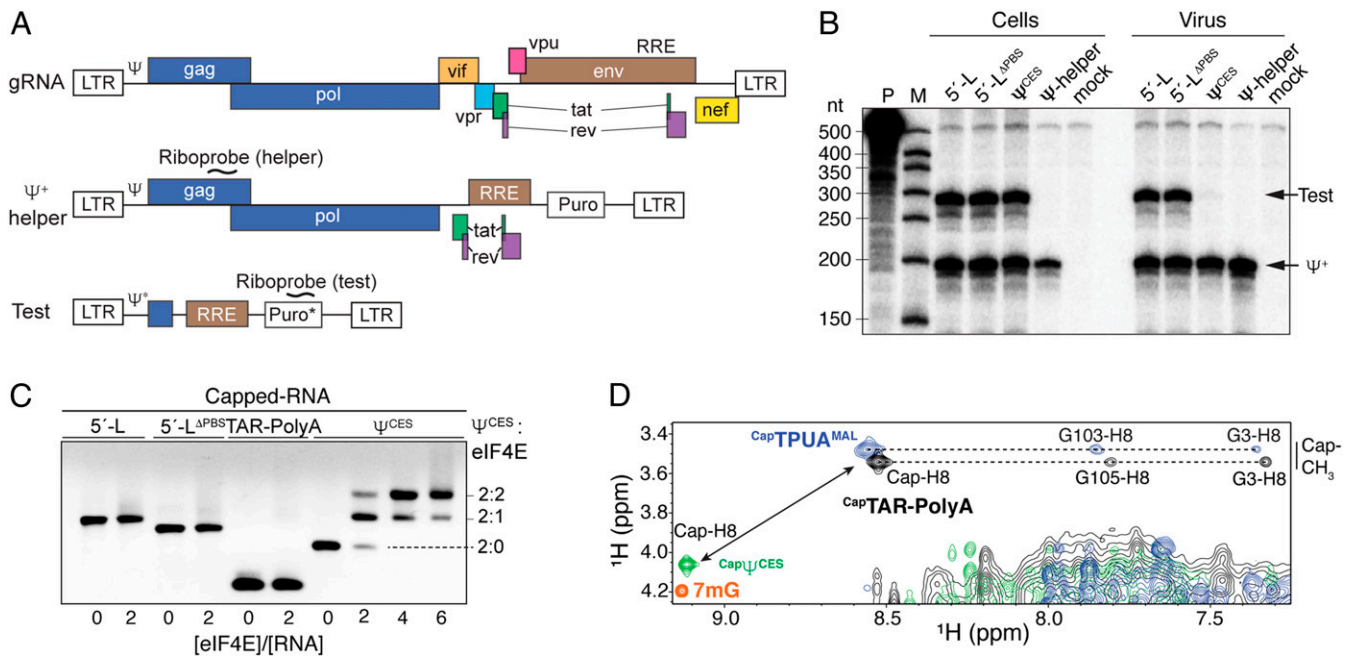 A
gRNA
LTR
Ψ
gag
pol
vif
vpr
vpu
tat
rev
RRE
env
nef
LTR
Riboprobe (helper)
Ψ+
helper
LTR
Ψ
gag
pol
RRE
tat
rev
Puro
LTR
Riboprobe (test)
Test
LTR
Ψ*
RRE
Puro*
LTR
B
Cells
Virus
nt
P
M
5´-L
5´-LΔPBS
ΨCES
Ψ-helper
mock
5´-L
5´-LΔPBS
ΨCES
Ψ-helper
mock
500
400
300
250
200
150
Test
Ψ+
C
Capped-RNA
5´-L
5´-LΔPBS
TAR-PolyA
ΨCES
ΨCES :
eIF4E
2:2
2:1
2:0
0 2 0 2 0 2 0 2 4 6
[eIF4E]/[RNA]
D
3.4
3.6
3.8
4.0
4.2
¹H (ppm)
CapTPUAMAL
G103-H8
G3-H8
Cap-
CH3
Cap-H8
G105-H8
G3-H8
CapTAR-PolyA
Cap-H8
CapΨCES
7mG
9.0 8.5 8.0 7.5
¹H (ppm)